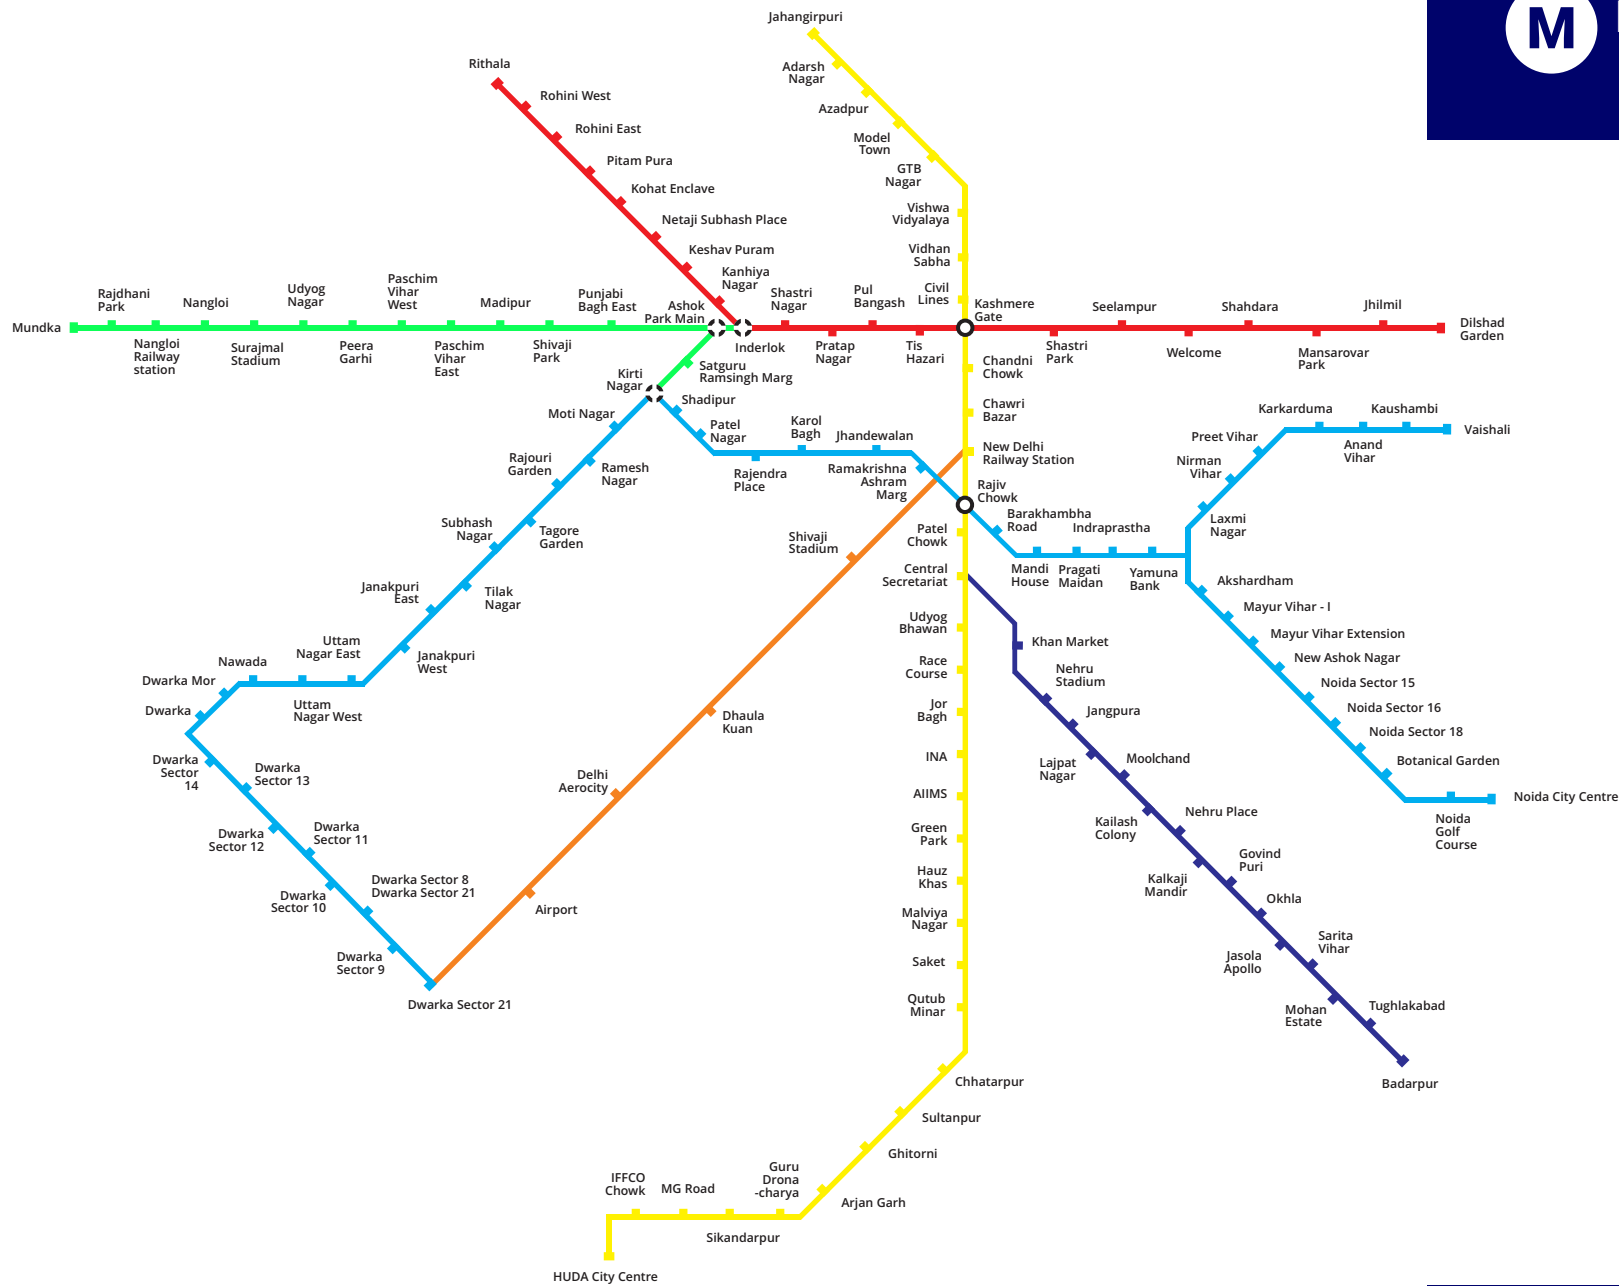 M
Jahangirpuri
Adarsh
Nagar
Azadpur
Model
Town
GTB
Nagar
Vishwa
Vidyalaya
Vidhan
Sabha
Civil
Lines
Kashmere
Gate
Rithala
Rohini West
Rohini East
Pitam Pura
Kohat Enclave
Netaji Subhash Place
Keshav Puram
Kanhiya
Nagar
Shastri
Nagar
Pul
Bangash
Inderlok
Pratap
Nagar
Tis
Hazari
Shastri
Park
Seelampur
Welcome
Shahdara
Mansarovar
Park
Jhilmil
Dilshad
Garden
Mundka
Rajdhani
Park
Nangloi
Railway
station
Nangloi
Surajmal
Stadium
Udyog
Nagar
Peera
Garhi
Paschim
Vihar
West
Paschim
Vihar
East
Madipur
Shivaji
Park
Punjabi
Bagh East
Ashok
Park Main
Satguru
Ramsingh Marg
Kirti
Nagar
Shadipur
Patel
Nagar
Rajendra
Place
Karol
Bagh
Jhandewalan
Ramakrishna
Ashram
Marg
Chandni
Chowk
Chawri
Bazar
New Delhi
Railway Station
Rajiv
Chowk
Barakhambha
Road
Mandi
House
Pragati
Maidan
Indraprastha
Yamuna
Bank
Laxmi
Nagar
Nirman
Vihar
Preet Vihar
Karkarduma
Anand
Vihar
Kaushambi
Vaishali
Akshardham
Mayur Vihar - I
Mayur Vihar Extension
New Ashok Nagar
Noida Sector 15
Noida Sector 16
Noida Sector 18
Botanical Garden
Noida
Golf
Course
Noida City Centre
Moti Nagar
Ramesh
Nagar
Rajouri
Garden
Tagore
Garden
Subhash
Nagar
Tilak
Nagar
Janakpuri
East
Janakpuri
West
Uttam
Nagar East
Uttam
Nagar West
Nawada
Dwarka Mor
Dwarka
Dwarka
Sector
14
Dwarka
Sector 13
Dwarka
Sector 12
Dwarka
Sector 11
Dwarka
Sector 10
Dwarka Sector 8
Dwarka Sector 21
Dwarka
Sector 9
Dwarka Sector 21
Airport
Delhi
Aerocity
Dhaula
Kuan
Shivaji
Stadium
Patel
Chowk
Central
Secretariat
Udyog
Bhawan
Race
Course
Jor
Bagh
INA
AIIMS
Green
Park
Hauz
Khas
Malviya
Nagar
Saket
Qutub
Minar
Chhatarpur
Sultanpur
Ghitorni
Arjan Garh
Guru
Drona
-charya
Sikandarpur
MG Road
IFFCO
Chowk
HUDA City Centre
Khan Market
Nehru
Stadium
Jangpura
Lajpat
Nagar
Moolchand
Kailash
Colony
Nehru Place
Kalkaji
Mandir
Govind
Puri
Okhla
Jasola
Apollo
Sarita
Vihar
Mohan
Estate
Tughlakabad
Badarpur